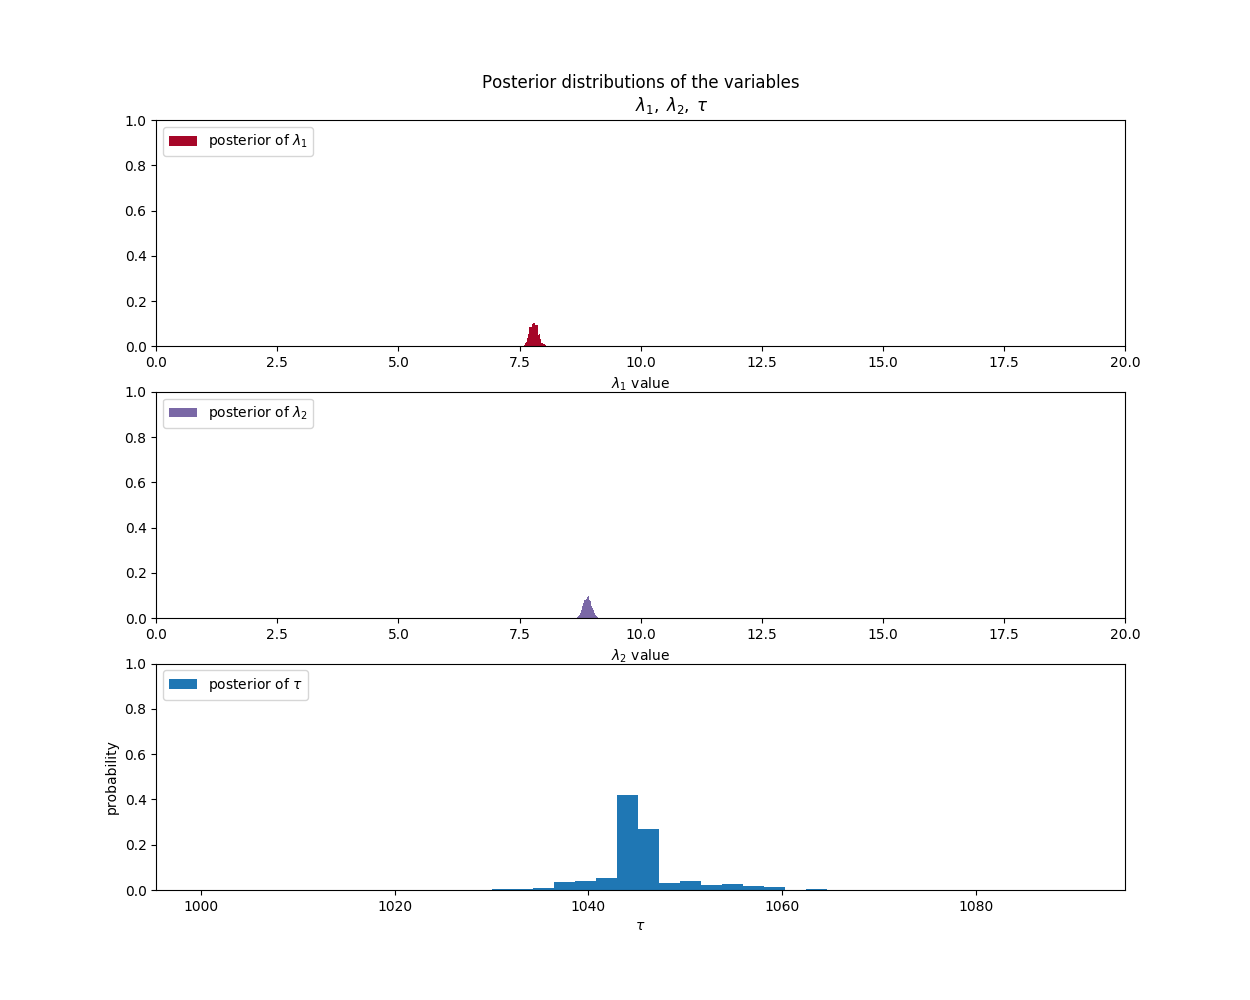 Posterior distributions of the variables
λ₁, λ₂, τ
posterior of λ₁
1.0
0.8
0.6
0.4
0.2
0.0
0.0 2.5 5.0 7.5 10.0 12.5 15.0 17.5 20.0
λ₁ value
posterior of λ₂
1.0
0.8
0.6
0.4
0.2
0.0
0.0 2.5 5.0 7.5 10.0 12.5 15.0 17.5 20.0
λ₂ value
posterior of τ
probability
1.0
0.8
0.6
0.4
0.2
0.0
1000 1020 1040 1060 1080
τ